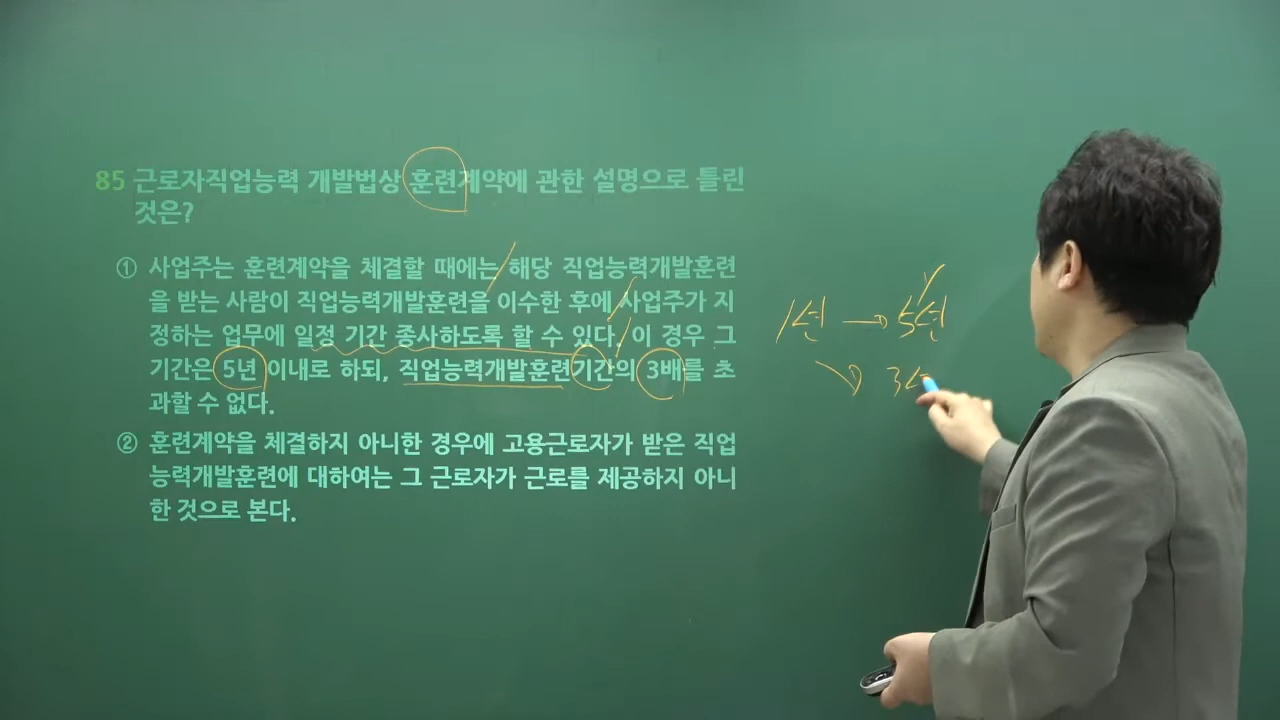 85 근로자직업능력 개발법상 훈련계약에 관한 설명으로 틀린
것은?
① 사업주는 훈련계약을 체결할 때에는 해당 직업능력개발훈련
을 받는 사람이 직업능력개발훈련을 이수한 후에 사업주가 지
정하는 업무에 일정 기간 종사하도록 할 수 있다. 이 경우 그
기간은 5년 이내로 하되, 직업능력개발훈련기간의 3배를 초
과할 수 없다.
② 훈련계약을 체결하지 아니한 경우에 고용근로자가 받은 직업
능력개발훈련에 대하여는 그 근로자가 근로를 제공하지 아니
한 것으로 본다.
1년 → 5년